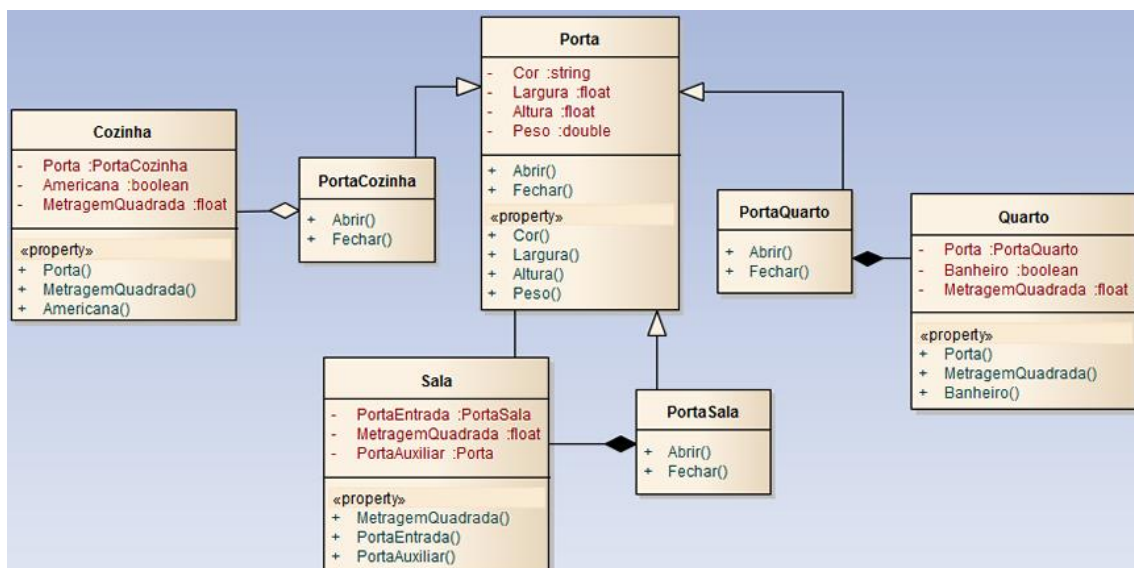 Porta
- Cor :string
- Largura :float
- Altura :float
- Peso :double
+ Abrir()
+ Fechar()
«property»
+ Cor()
+ Largura()
+ Altura()
+ Peso()
Cozinha
- Porta :PortaCozinha
- Americana :boolean
- MetragemQuadrada :float
«property»
+ Porta()
+ MetragemQuadrada()
+ Americana()
PortaCozinha
+ Abrir()
+ Fechar()
PortaQuarto
+ Abrir()
+ Fechar()
Quarto
- Porta :PortaQuarto
- Banheiro :boolean
- MetragemQuadrada :float
«property»
+ Porta()
+ MetragemQuadrada()
+ Banheiro()
Sala
- PortaEntrada :PortaSala
- MetragemQuadrada :float
- PortaAuxiliar :Porta
«property»
+ MetragemQuadrada()
+ PortaEntrada()
+ PortaAuxiliar()
PortaSala
+ Abrir()
+ Fechar()